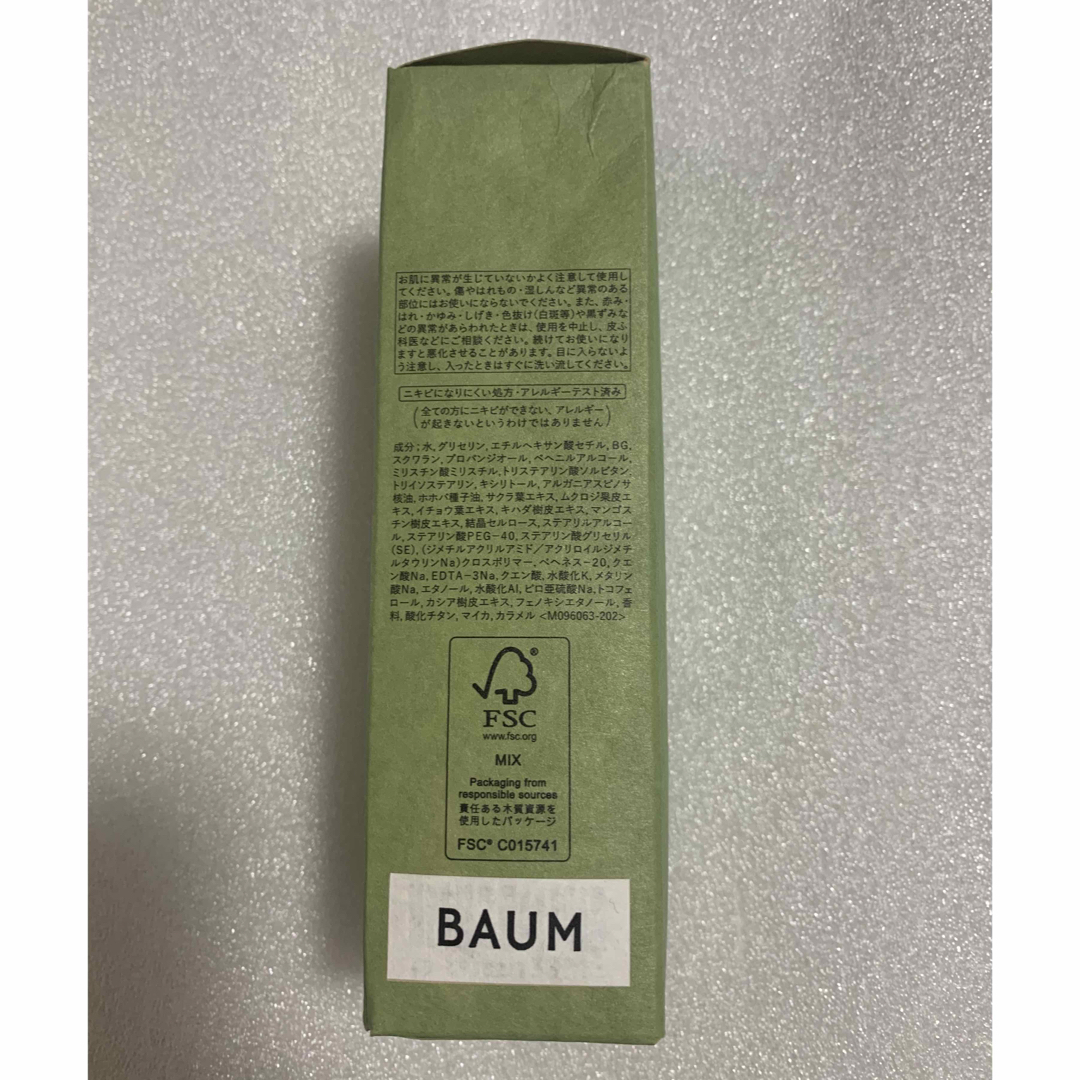 お肌に異常が生じていないかよく注意して使用し
てください。傷やはれもの・湿しんなど異常のある
部位にはお使いにならないでください。また、赤み・
はれ・かゆみ・しげき・色抜け(白斑等)や黒ずみな
どの異常があらわれたときは、使用を中止し、皮ふ
科医などにご相談ください。続けてお使いになり
ますと悪化させることがあります。目に入らないよ
う注意し、入ったときはすぐに洗い流してください。
ニキビになりにくい処方・アレルギーテスト済み
(全ての方にニキビができない、アレルギー
が起きないというわけではありません)
成分;水,グリセリン,エチルヘキサン酸セチル,BG,
スクワラン,プロパンジオール,ベヘニルアルコール,
ミリスチン酸ミリスチル,トリステアリン酸ソルビタン,
トリイソステアリン,キシリトール,アルガニアスピノサ
核油,ホホバ種子油,サクラ葉エキス,ムクロジ果皮エ
キス,イチョウ葉エキス,キハダ樹皮エキス,マンゴス
チン樹皮エキス,結晶セルロース,ステアリルアルコー
ル,ステアリン酸PEG-40,ステアリン酸グリセリル
(SE),(ジメチルアクリルアミド/アクリロイルジメチ
ルタウリンNa)クロスポリマー,ベヘネス-20,クエ
ン酸Na,EDTA-3Na,クエン酸,水酸化K,メタリン
酸Na,エタノール,水酸化Al,ピロ亜硫酸Na,トコフェ
ロール,カシア樹皮エキス,フェノキシエタノール,香
料,酸化チタン,マイカ,カラメル <M096063-202>
®
FSC
www.fsc.org
MIX
Packaging from
responsible sources
責任ある木質資源を
使用したパッケージ
FSC® C015741
BAUM